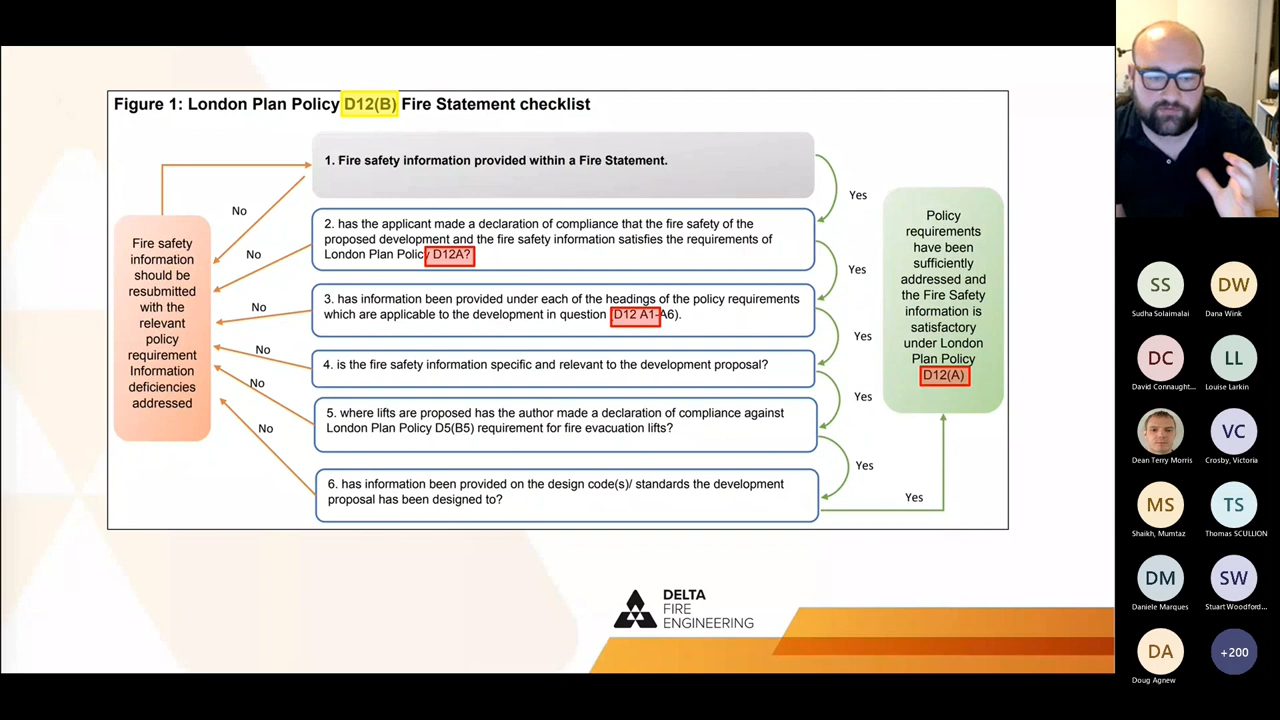 Figure 1: London Plan Policy D12(B) Fire Statement checklist
1. Fire safety information provided within a Fire Statement.
No
Yes
2. has the applicant made a declaration of compliance that the fire safety of the
proposed development and the fire safety information satisfies the requirements of
London Plan Policy D12A?
No
Yes
3. has information been provided under each of the headings of the policy requirements
which are applicable to the development in question (D12 A1-A6).
No
Yes
4. is the fire safety information specific and relevant to the development proposal?
No
Yes
5. where lifts are proposed has the author made a declaration of compliance against
London Plan Policy D5(B5) requirement for fire evacuation lifts?
No
Yes
6. has information been provided on the design code(s)/ standards the development
proposal has been designed to?
No
Yes
Fire safety
information
should be
resubmitted
with the
relevant
policy
requirement
Information
deficiencies
addressed
Policy
requirements
have been
sufficiently
addressed and
the Fire Safety
information is
satisfactory
under London
Plan Policy
D12(A)
DELTA
FIRE
ENGINEERING
SS
Sudha Solaimalai
DW
Dana Wink
DC
David Connaught...
LL
Louise Larkin
Dean Terry Morris
VC
Crosby, Victoria
MS
Shaikh, Mumtaz
TS
Thomas SCULLION
DM
Daniele Marques
SW
Stuart Woodford...
DA
Doug Agnew
+200